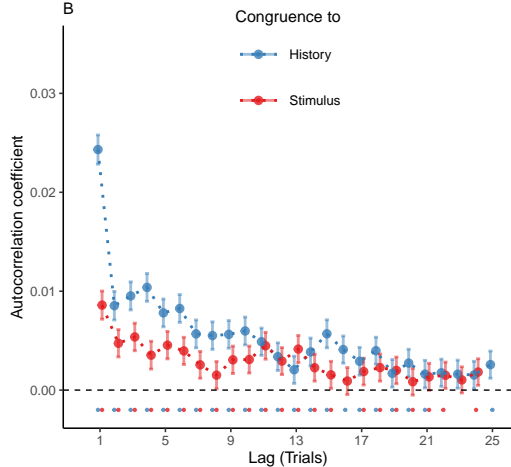 B
Congruence to
History
Stimulus
Autocorrelation coefficient
0.03
0.02
0.01
0.00
1 5 9 13 17 21 25
Lag (Trials)